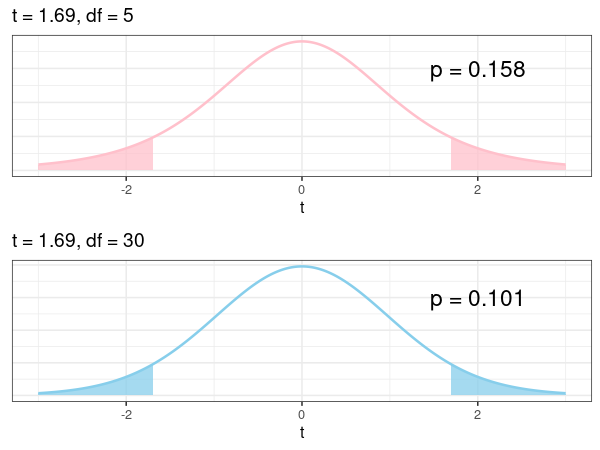 t = 1.69, df = 5
p = 0.158
-2 0 2
t
t = 1.69, df = 30
p = 0.101
-2 0 2
t